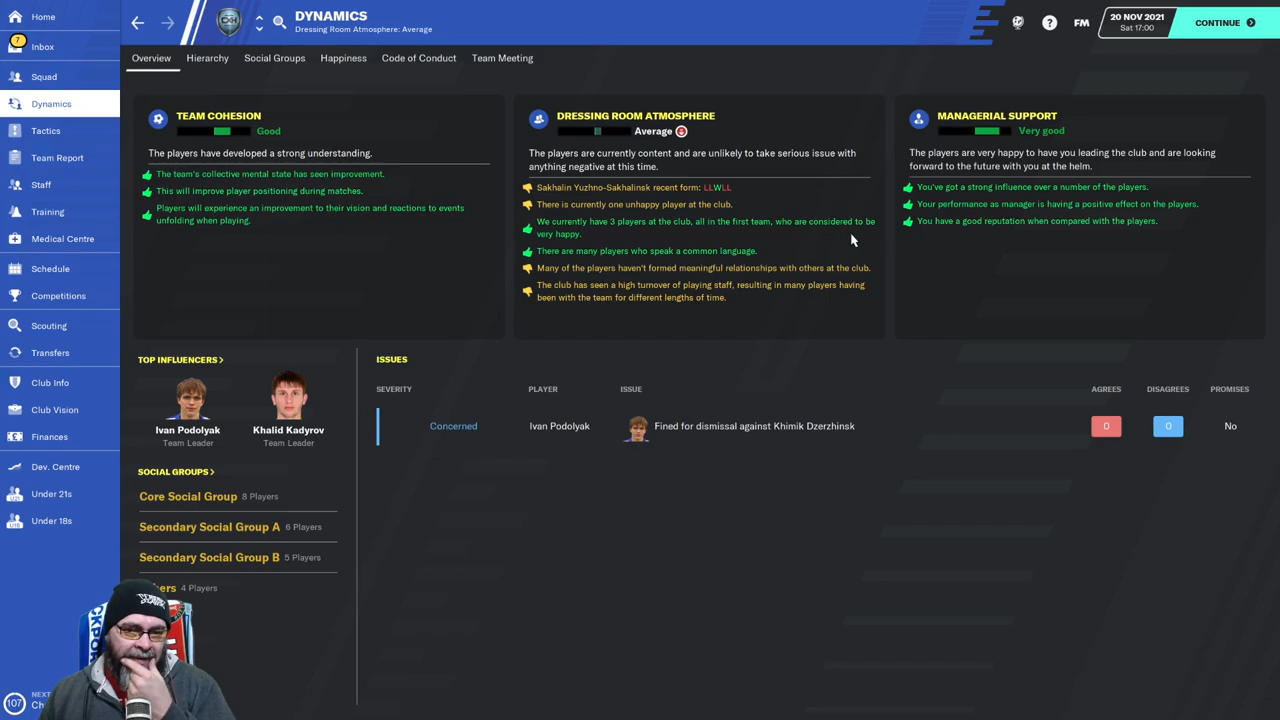 DYNAMICS
Dressing Room Atmosphere: Average
FM
20 NOV 2021
Sat 17:00
CONTINUE
Home
7
Inbox
Squad
Dynamics
Tactics
Team Report
Staff
Training
Medical Centre
Schedule
Competitions
Scouting
Transfers
Club Info
Club Vision
Finances
Dev. Centre
Under 21s
Under 18s
107
Overview
Hierarchy
Social Groups
Happiness
Code of Conduct
Team Meeting
TEAM COHESION
Good
The players have developed a strong understanding.
The team's collective mental state has seen improvement.
This will improve player positioning during matches.
Players will experience an improvement to their vision and reactions to events
unfolding when playing.
DRESSING ROOM ATMOSPHERE
Average
The players are currently content and are unlikely to take serious issue with
anything negative at this time.
Sakhalin Yuzhno-Sakhalinsk recent form: LLWLL
There is currently one unhappy player at the club.
We currently have 3 players at the club, all in the first team, who are considered to be
very happy.
There are many players who speak a common language.
Many of the players haven't formed meaningful relationships with others at the club.
The club has seen a high turnover of playing staff, resulting in many players having
been with the team for different lengths of time.
MANAGERIAL SUPPORT
Very good
The players are very happy to have you leading the club and are looking
forward to the future with you at the helm.
You've got a strong influence over a number of the players.
Your performance as manager is having a positive effect on the players.
You have a good reputation when compared with the players.
TOP INFLUENCERS >
Ivan Podolyak
Team Leader
Khalid Kadyrov
Team Leader
SOCIAL GROUPS >
Core Social Group 8 Players
Secondary Social Group A 6 Players
Secondary Social Group B 5 Players
4 Players
ISSUES
SEVERITY PLAYER ISSUE AGREES DISAGREES PROMISES
Concerned Ivan Podolyak Fined for dismissal against Khimik Dzerzhinsk 0 0 No